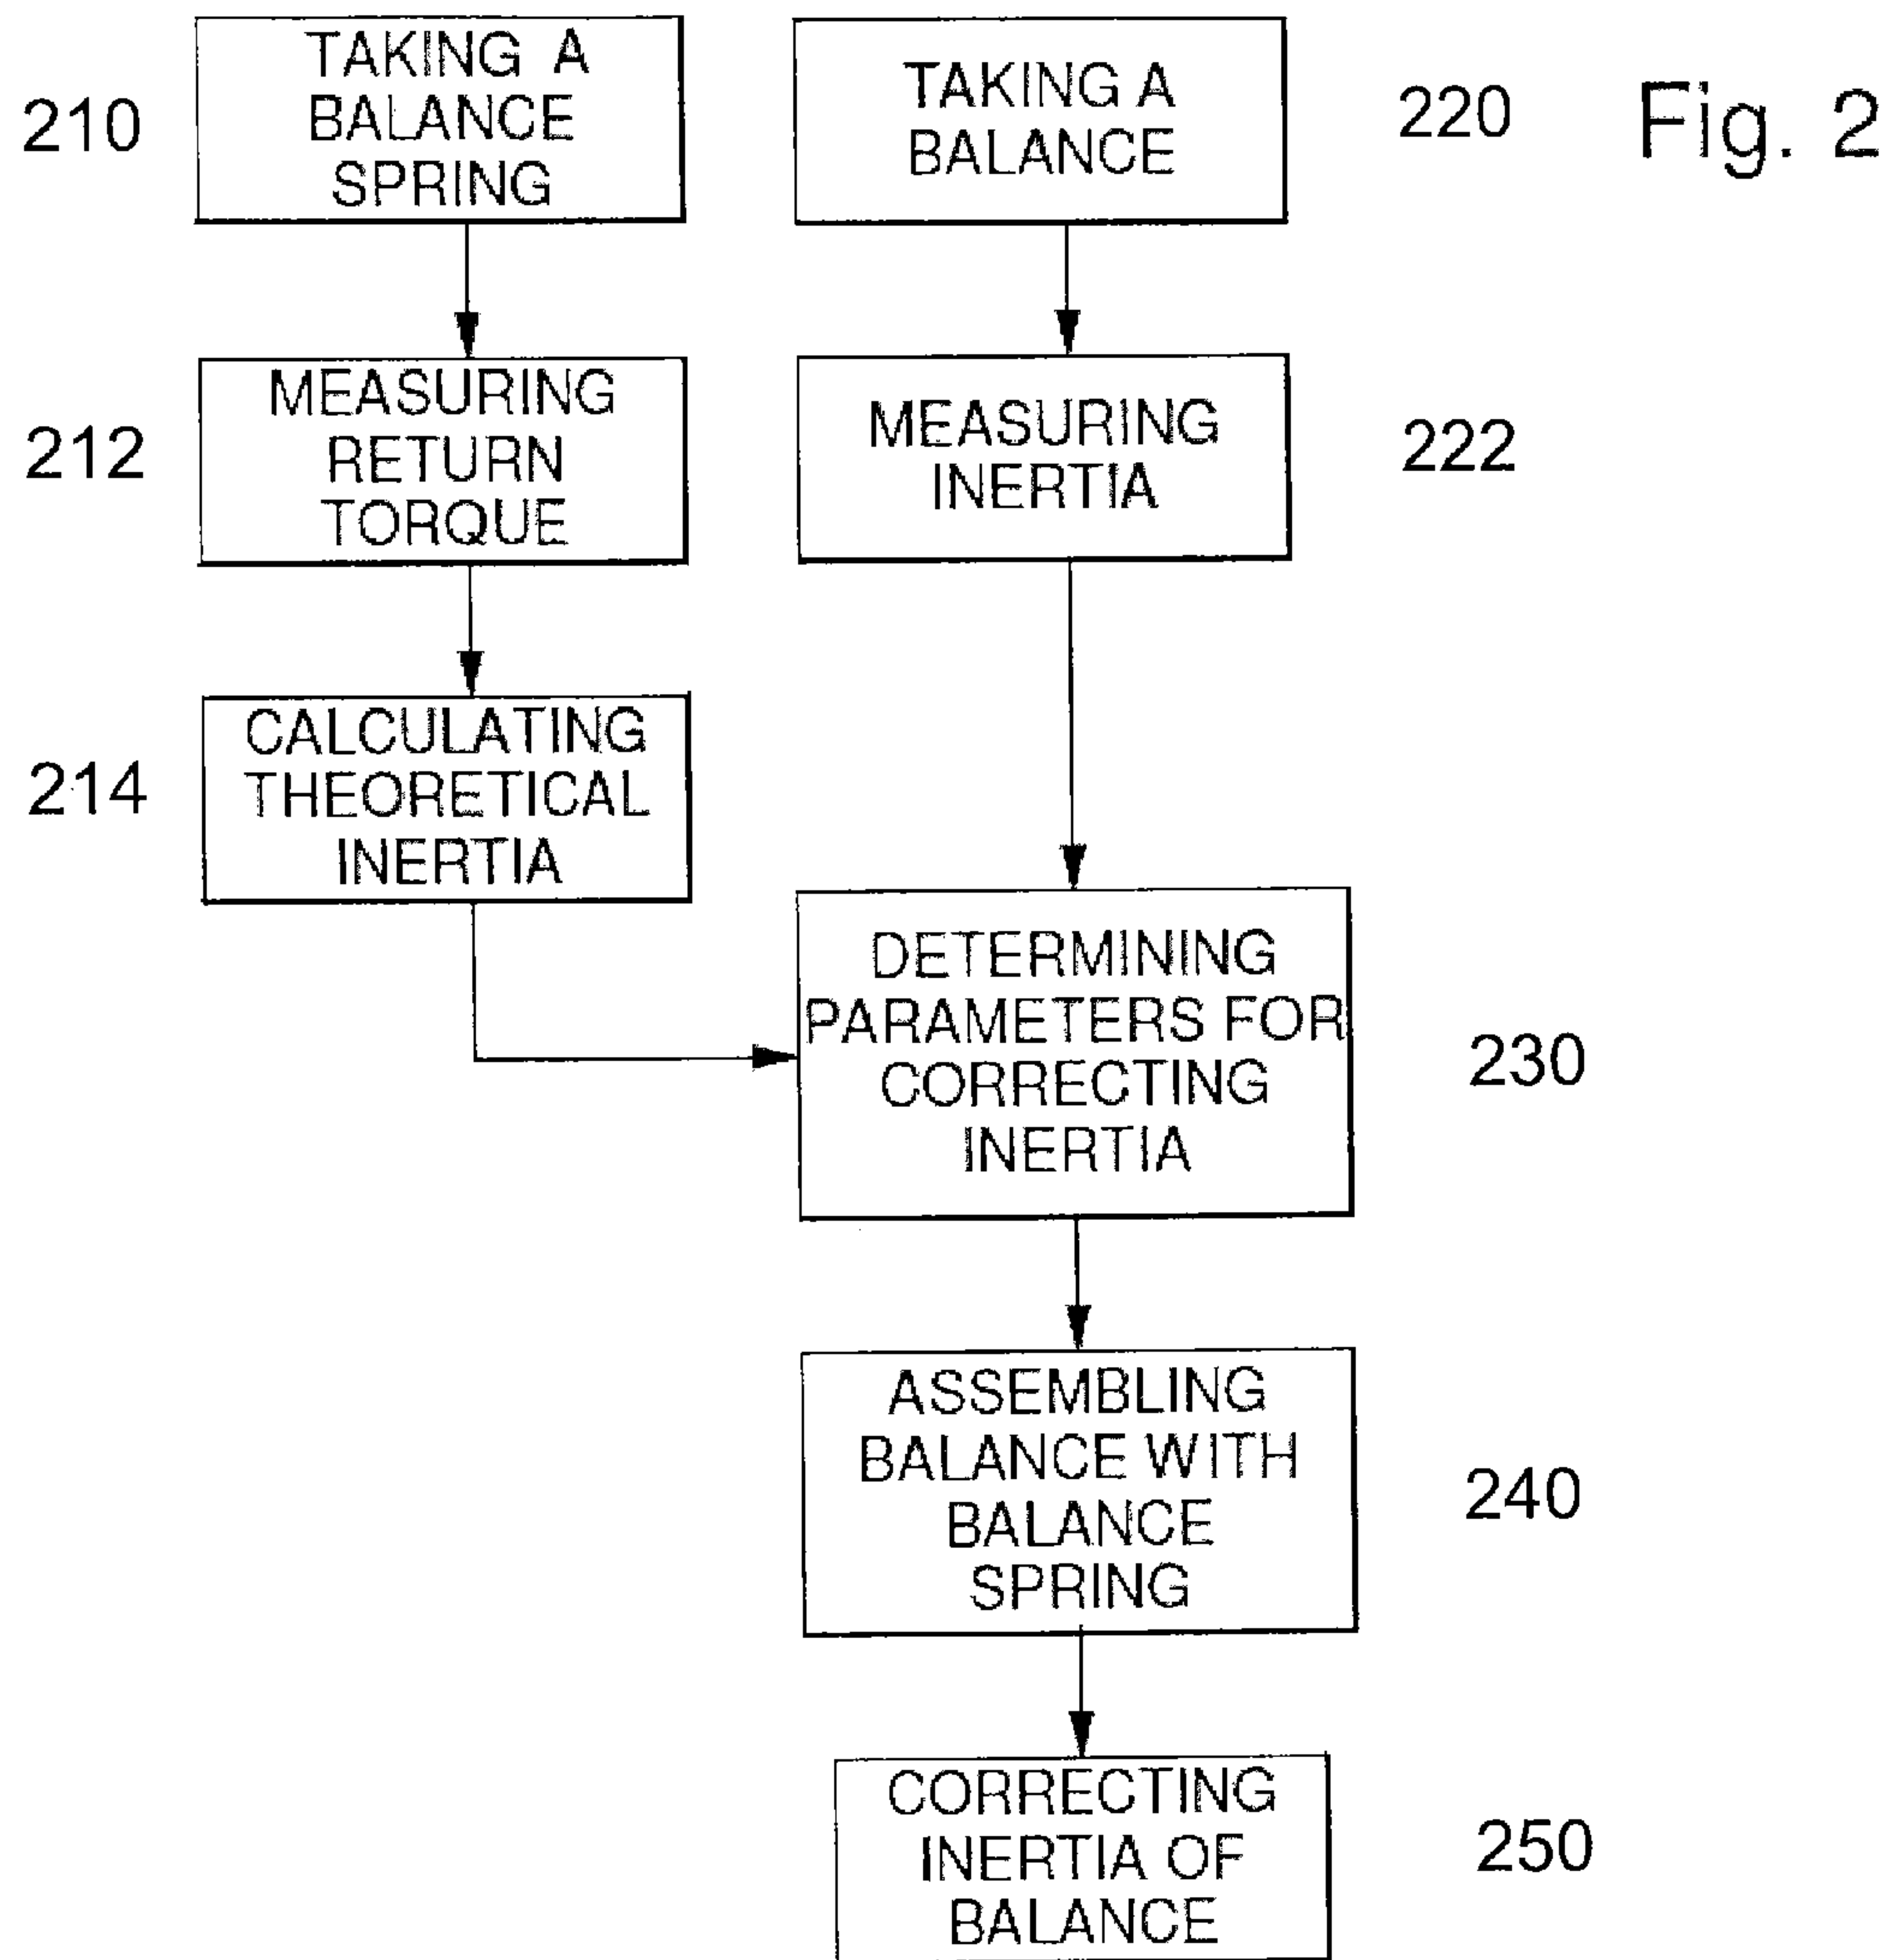 Fig. 2
210
TAKING A
BALANCE
SPRING
TAKING A
BALANCE
220
212
MEASURING
RETURN
TORQUE
MEASURING
INERTIA
222
214
CALCULATING
THEORETICAL
INERTIA
DETERMINING
PARAMETERS FOR
CORRECTING
INERTIA
230
ASSEMBLING
BALANCE WITH
BALANCE
SPRING
240
CORRECTING
INERTIA OF
BALANCE
250